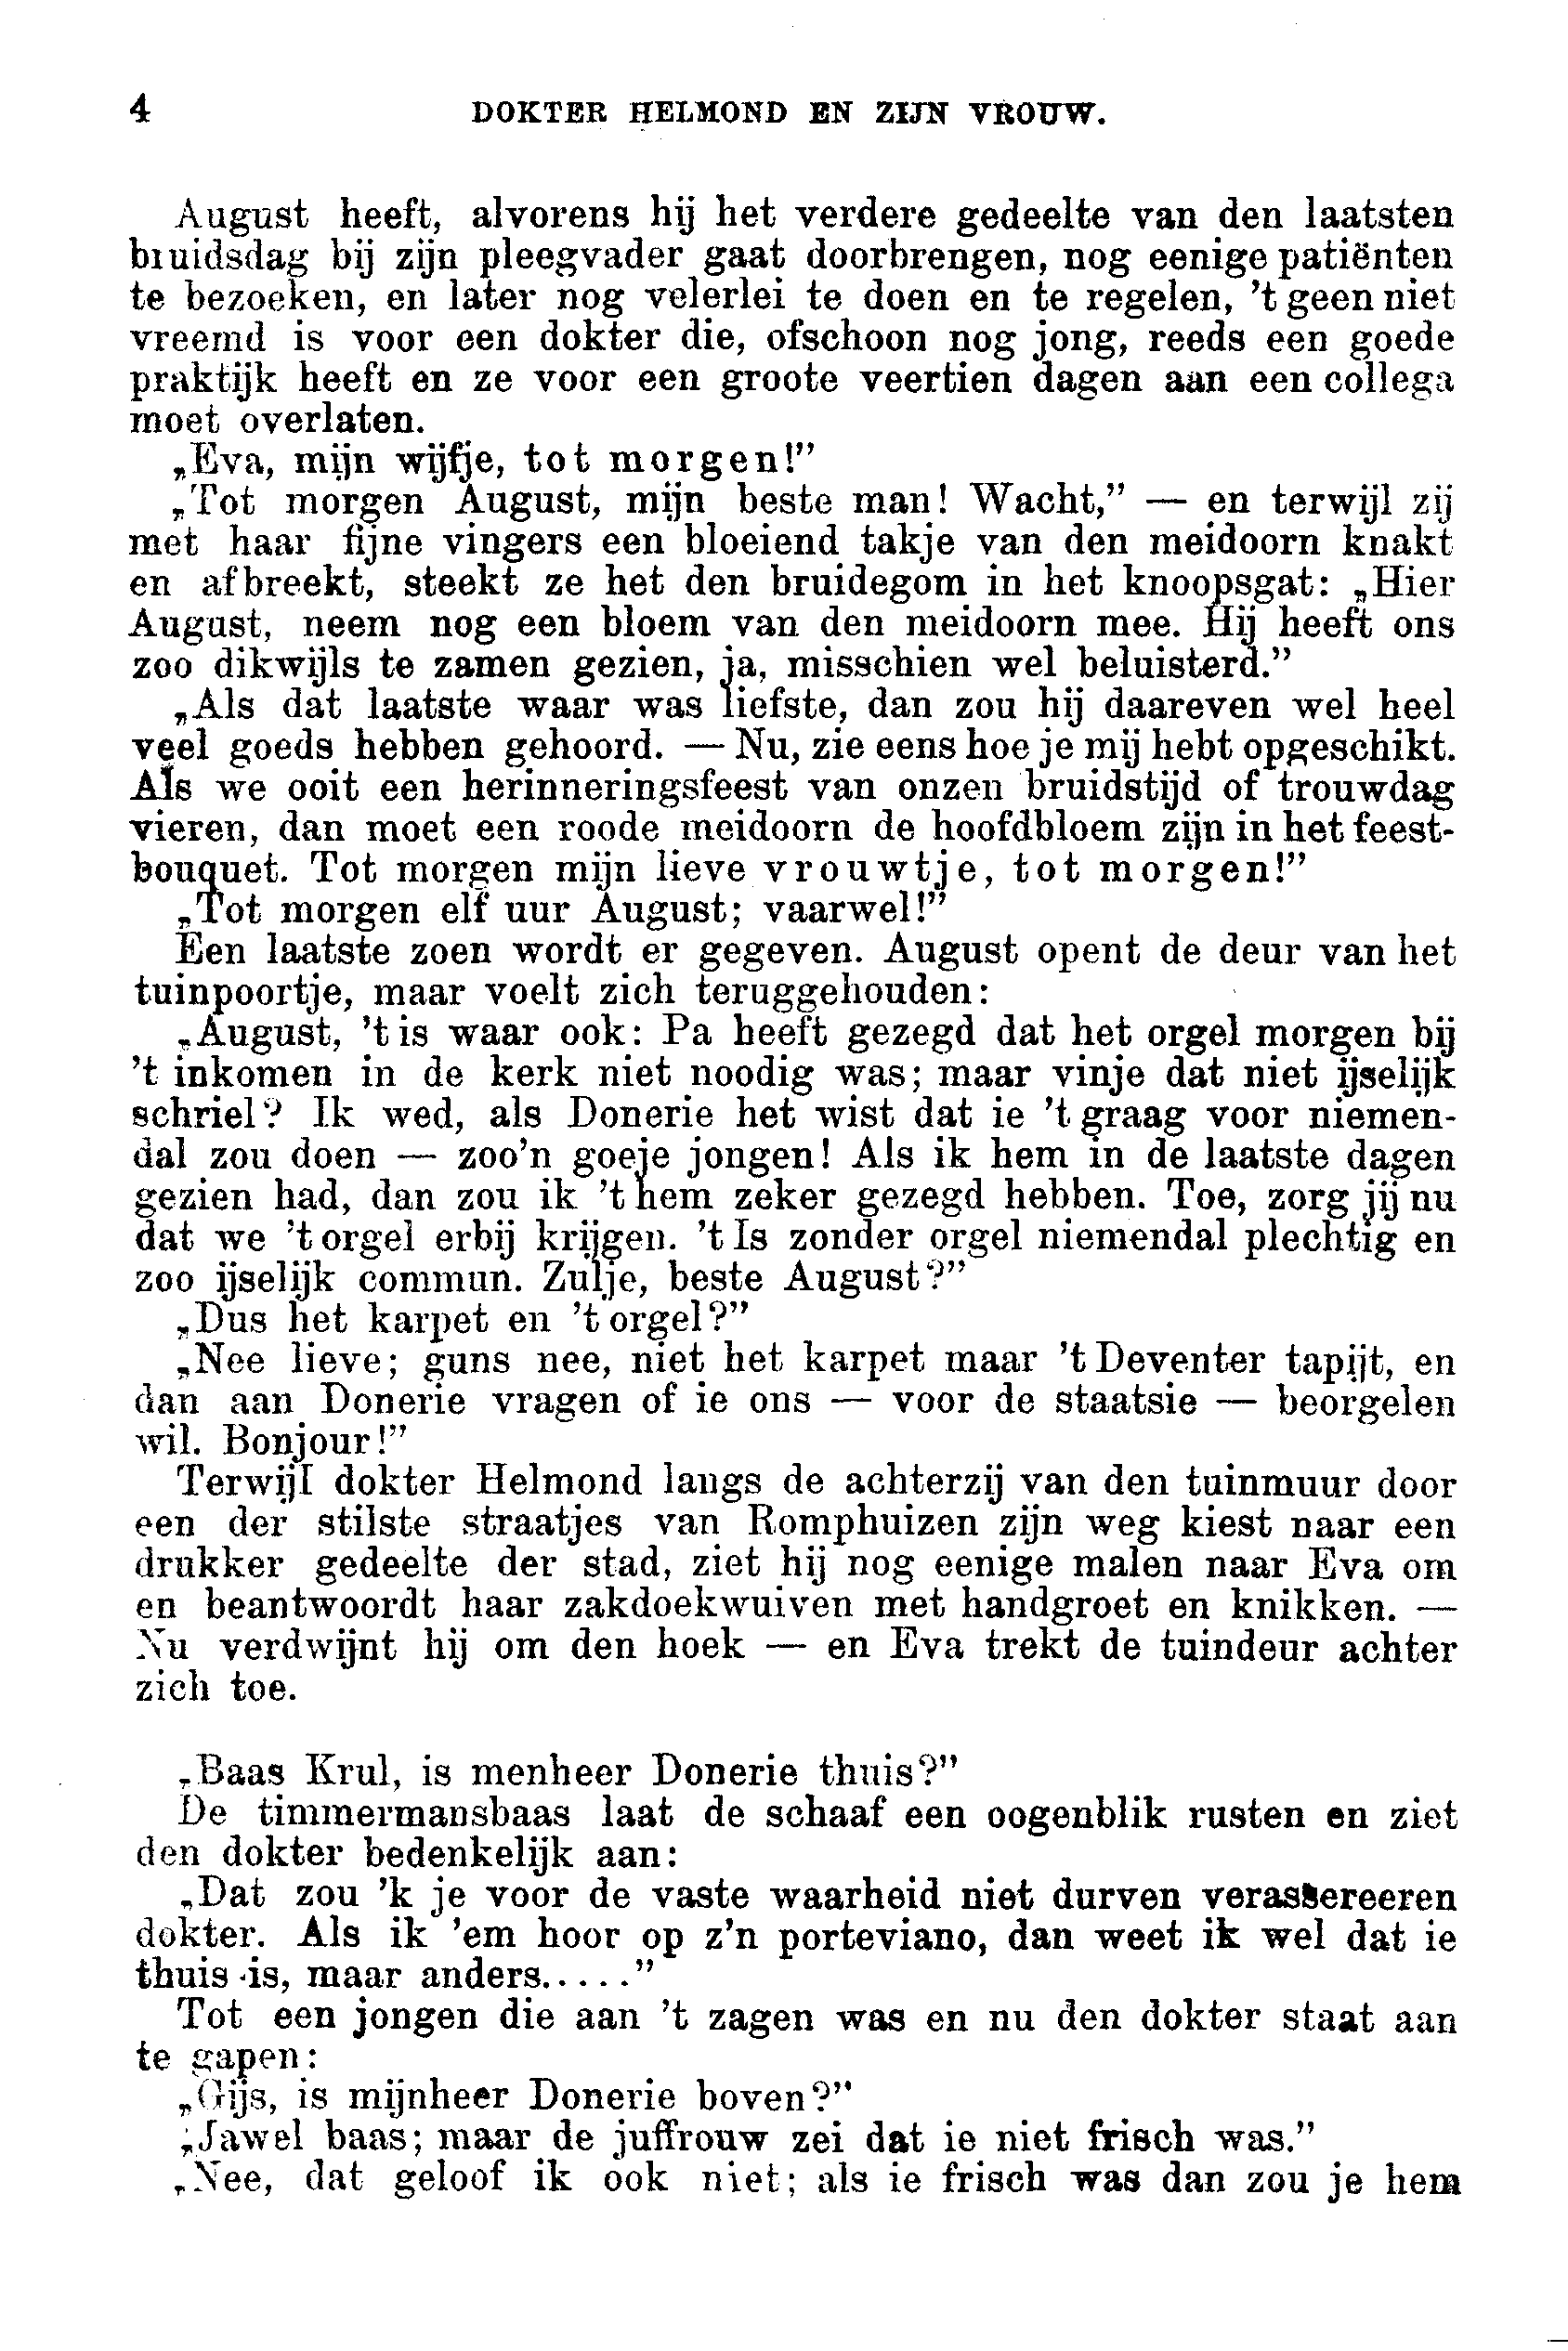 4 DOKTER HELMOND EN ZIJN VROUW.
August heeft, alvorens hij het verdere gedeelte van den laatsten
bruidsdag bij zijn pleegvader gaat doorbrengen, nog eenige patiënten
te bezoeken, en later nog velerlei te doen en te regelen, 't geen niet
vreemd is voor een dokter die, ofschoon nog jong, reeds een goede
praktijk heeft en ze voor een groote veertien dagen aan een collega
moet overlaten.
„Eva, mijn wijfje, tot morgen!”
„Tot morgen August, mijn beste man! Wacht,” — en terwijl zij
met haar fijne vingers een bloeiend takje van den meidoorn knakt
en afbreekt, steekt ze het den bruidegom in het knoopsgat: „Hier
August, neem nog een bloem van den meidoorn mee. Hij heeft ons
zoo dikwijls te zamen gezien, ja, misschien wel beluisterd.”
„Als dat laatste waar was liefste, dan zou hij daareven wel heel
veel goeds hebben gehoord. — Nu, zie eens hoe je mij hebt opgeschikt.
Als we ooit een herinneringsfeest van onzen bruidstijd of trouwdag
vieren, dan moet een roode meidoorn de hoofdbloem zijn in het feest-
bouquet. Tot morgen mijn lieve vrouwtje, tot morgen!”
„Tot morgen elf uur August; vaarwel!”
Een laatste zoen wordt er gegeven. August opent de deur van het
tuinpoortje, maar voelt zich teruggehouden:
„August, 't is waar ook: Pa heeft gezegd dat het orgel morgen bij
't inkomen in de kerk niet noodig was; maar vinje dat niet ijselijk
schriel? Ik wed, als Donerie het wist dat ie 't graag voor niemen-
dal zou doen — zoo'n goeje jongen! Als ik hem in de laatste dagen
gezien had, dan zou ik 't hem zeker gezegd hebben. Toe, zorg jij nu
dat we 't orgel erbij krijgen. 't Is zonder orgel niemendal plechtig en
zoo ijselijk commun. Zulje, beste August?”
„Dus het karpet en 't orgel?”
„Nee lieve; guns nee, niet het karpet maar 't Deventer tapijt, en
dan aan Donerie vragen of ie ons — voor de staatsie — beorgelen
wil. Bonjour!”
Terwijl dokter Helmond langs de achterzij van den tuinmuur door
een der stilste straatjes van Romphuizen zijn weg kiest naar een
drukker gedeelte der stad, ziet hij nog eenige malen naar Eva om
en beantwoordt haar zakdoekwuiven met handgroet en knikken. —
Nu verdwijnt hij om den hoek — en Eva trekt de tuindeur achter
zich toe.
„Baas Krul, is menheer Donerie thuis?”
De timmermansbaas laat de schaaf een oogenblik rusten en ziet
den dokter bedenkelijk aan:
„Dat zou 'k je voor de vaste waarheid niet durven verassereeren
dokter. Als ik 'em hoor op z'n porteviano, dan weet ik wel dat ie
thuis is, maar anders.....”
Tot een jongen die aan 't zagen was en nu den dokter staat aan
te gapen:
„Gijs, is mijnheer Donerie boven?”
„Jawel baas; maar de juffrouw zei dat ie niet frisch was.”
„Nee, dat geloof ik ook niet; als ie frisch was dan zou je hem